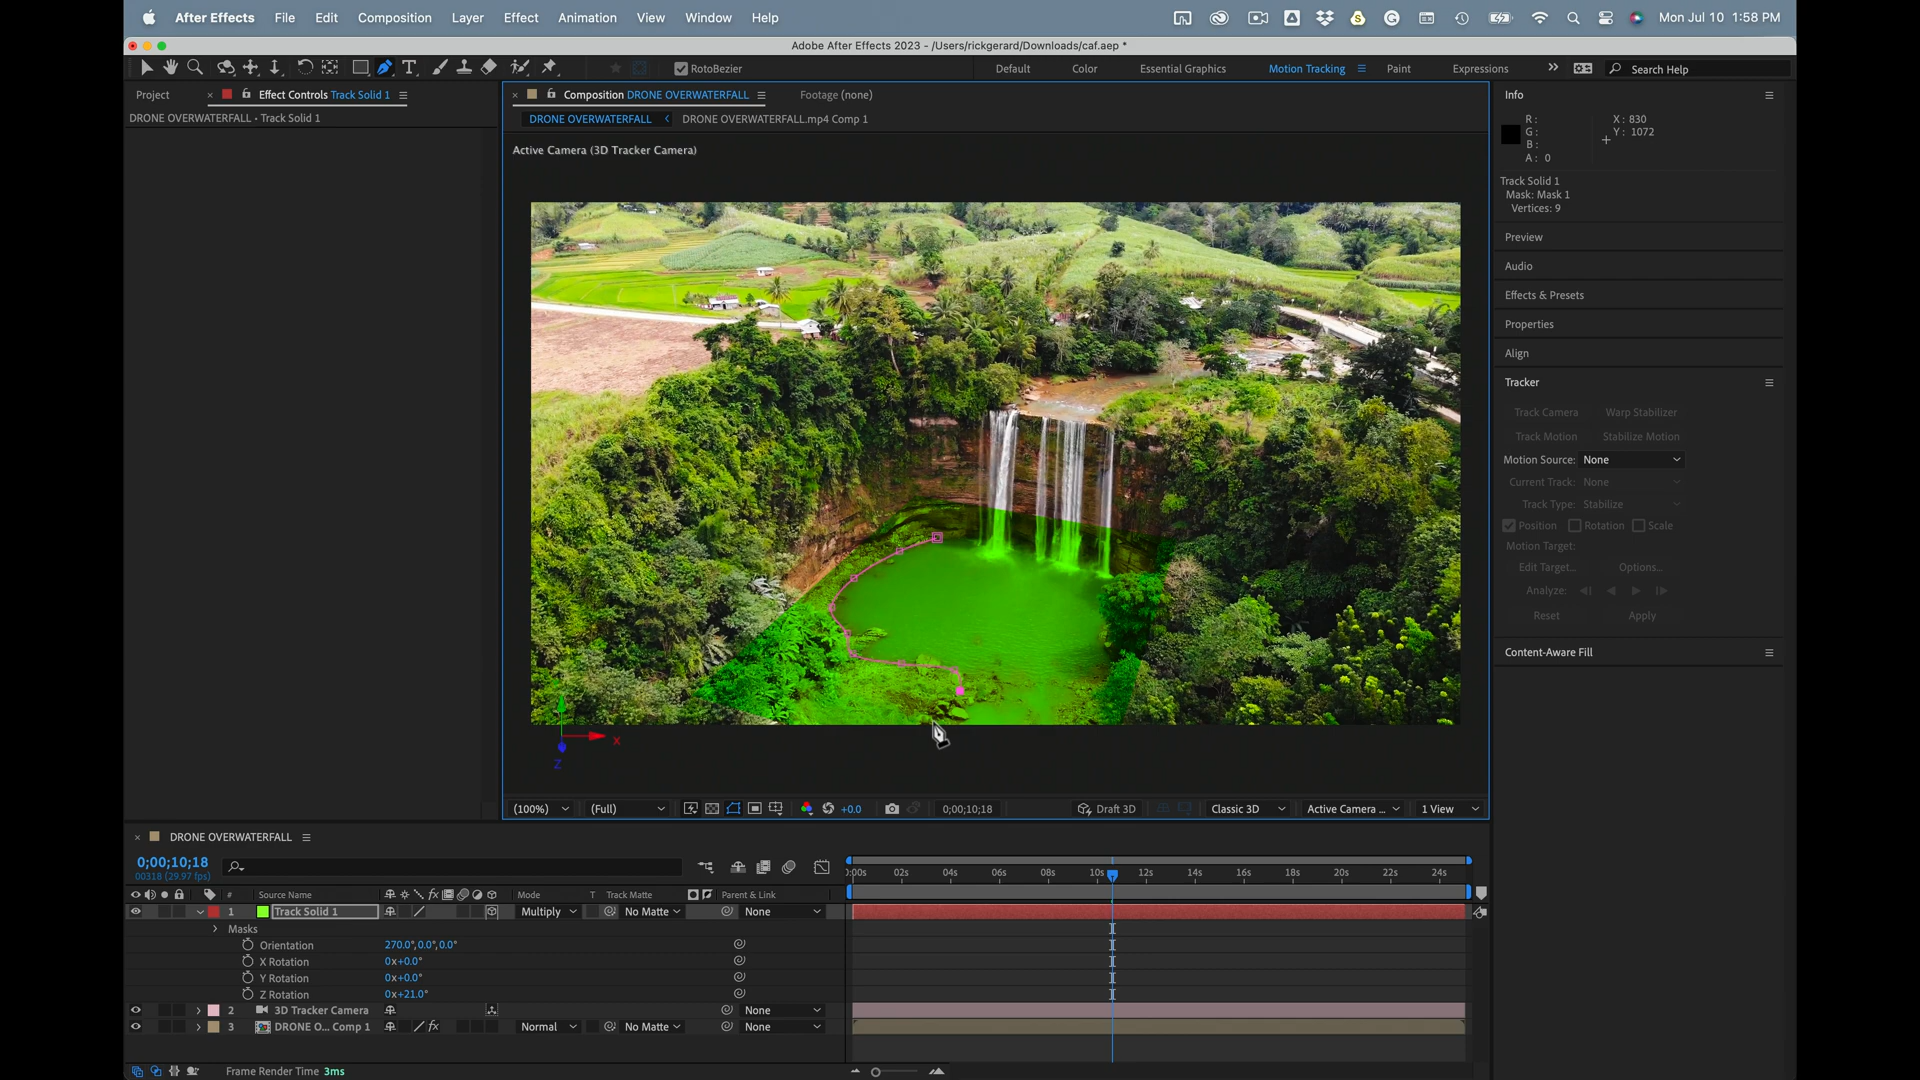 After Effects File Edit Composition Layer Effect Animation View Window Help Mon Jul 10 1:58 PM
Adobe After Effects 2023 - /Users/rickgerard/Downloads/caf.aep *
RotoBezier Default Color Essential Graphics Motion Tracking Paint Expressions Search Help
Project Effect Controls Track Solid 1
DRONE OVERWATERFALL • Track Solid 1
Composition DRONE OVERWATERFALL Footage (none)
DRONE OVERWATERFALL DRONE OVERWATERFALL.mp4 Comp 1
Active Camera (3D Tracker Camera)
x
Z
(100%) (Full) +0.0 0;00;10;18 Draft 3D Classic 3D Active Camera ... 1 View
Info
R : X : 830
G : Y : 1072
B :
A : 0
Track Solid 1
Mask: Mask 1
Vertices: 9
Preview
Audio
Effects & Presets
Properties
Align
Tracker
Track Camera Warp Stabilizer
Track Motion Stabilize Motion
Motion Source: None
Current Track: None
Track Type: Stabilize
Position Rotation Scale
Motion Target:
Edit Target... Options...
Analyze:
Reset Apply
Content-Aware Fill
DRONE OVERWATERFALL
0;00;10;18
00318 (29.97 fps)
):00s 02s 04s 06s 08s 10s 12s 14s 16s 18s 20s 22s 24s
# Source Name fx Mode T Track Matte Parent & Link
1 Track Solid 1 Multiply No Matte None
Masks
Orientation 270.0°,0.0°,0.0°
X Rotation 0x+0.0°
Y Rotation 0x+0.0°
Z Rotation 0x+21.0°
2 3D Tracker Camera None
3 DRONE O... Comp 1 fx Normal No Matte None
Frame Render Time 3ms